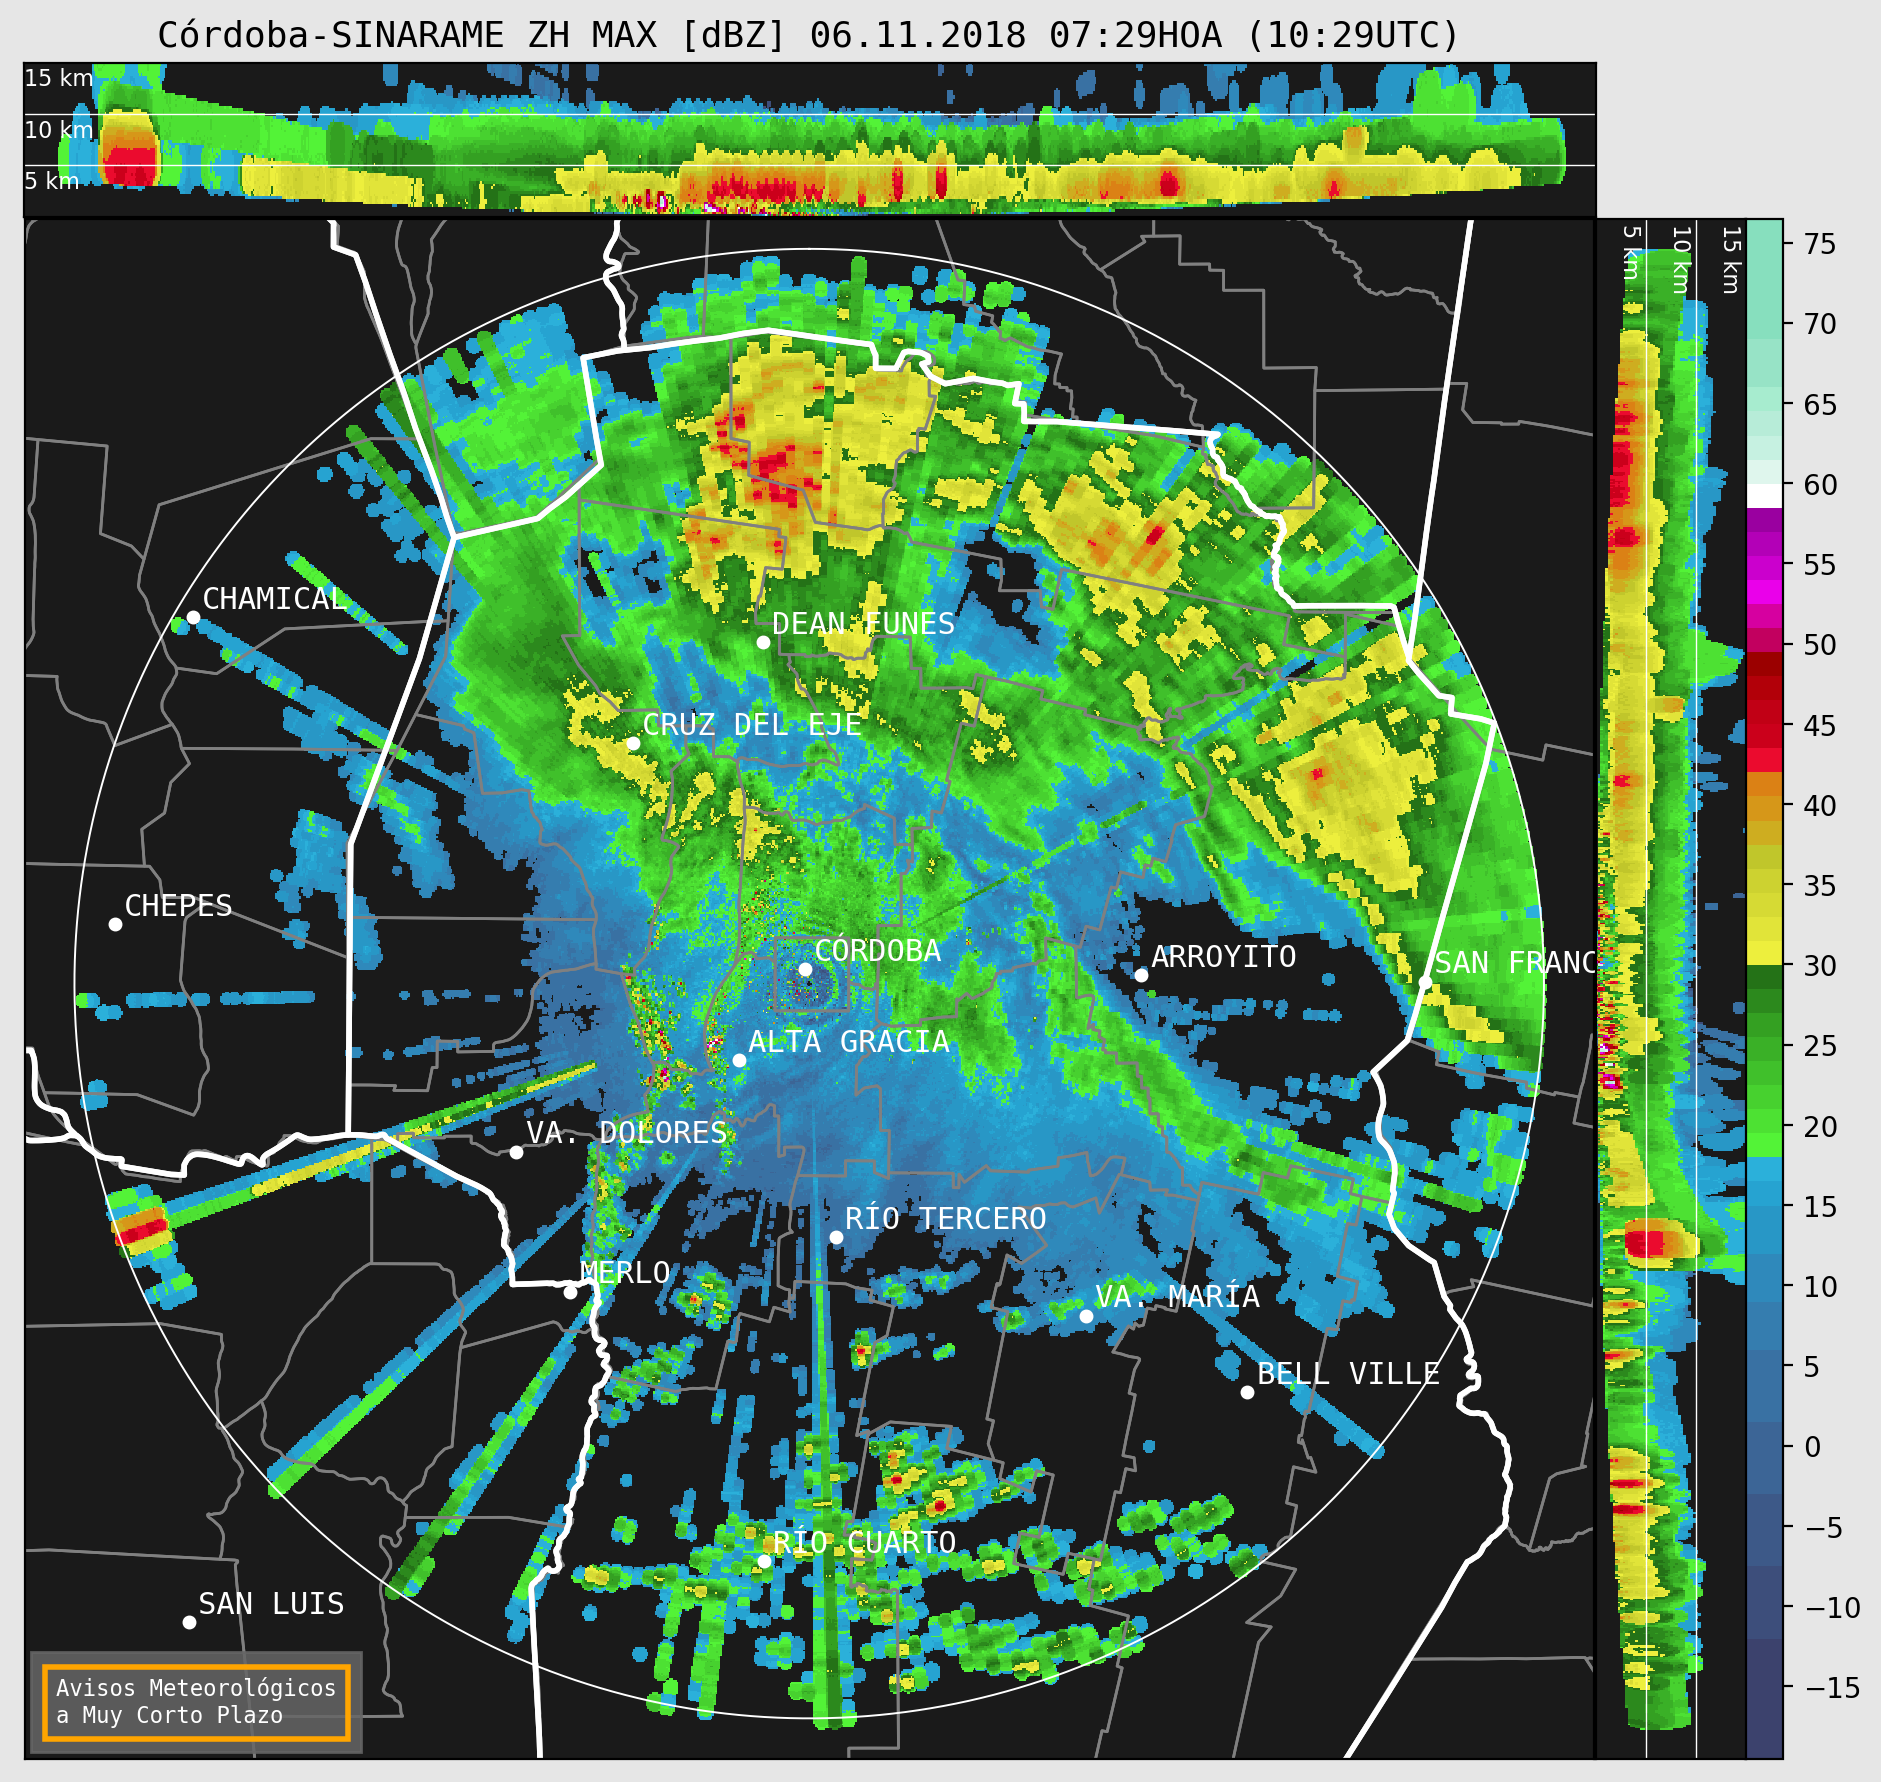 Córdoba-SINARAME ZH MAX [dBZ] 06.11.2018 07:29HOA (10:29UTC)
15 km
10 km
5 km
5 km
10 km
15 km
75
70
65
60
55
50
45
40
35
30
25
20
15
10
5
0
−5
−10
−15
CHAMICAL
DEAN FUNES
CRUZ DEL EJE
CHEPES
CÓRDOBA
ARROYITO
SAN FRANC
ALTA GRACIA
VA. DOLORES
RÍO TERCERO
MERLO
VA. MARÍA
BELL VILLE
RÍO CUARTO
SAN LUIS
Avisos Meteorológicos
a Muy Corto Plazo